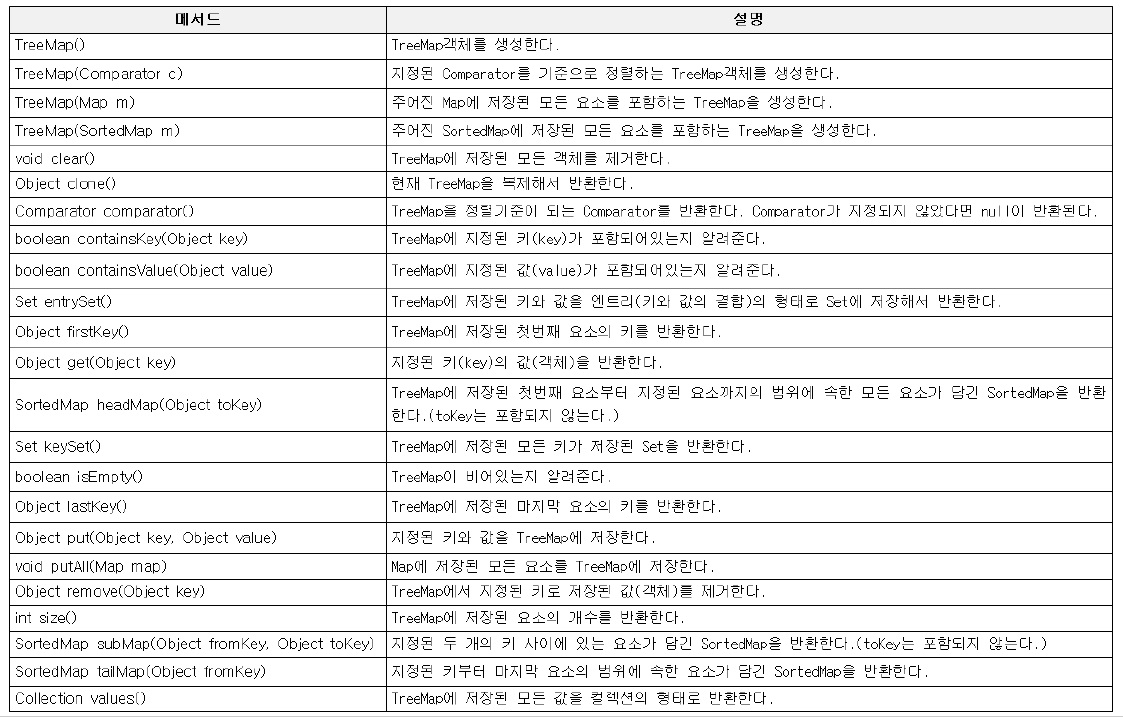 메서드 설명
TreeMap() TreeMap객체를 생성한다.
TreeMap(Comparator c) 지정된 Comparator를 기준으로 정렬하는 TreeMap객체를 생성한다.
TreeMap(Map m) 주어진 Map에 저장된 모든 요소를 포함하는 TreeMap을 생성한다.
TreeMap(SortedMap m) 주어진 SortedMap에 저장된 모든 요소를 포함하는 TreeMap을 생성한다.
void clear() TreeMap에 저장된 모든 객체를 제거한다.
Object clone() 현재 TreeMap을 복제해서 반환한다.
Comparator comparator() TreeMap을 정렬기준이 되는 Comparator를 반환한다. Comparator가 지정되지 않았다면 null이 반환된다.
boolean containsKey(Object key) TreeMap에 지정된 키(key)가 포함되어있는지 알려준다.
boolean containsValue(Object value) TreeMap에 지정된 값(value)가 포함되어있는지 알려준다.
Set entrySet() TreeMap에 저장된 키와 값을 엔트리(키와 값의 결합)의 형태로 Set에 저장해서 반환한다.
Object firstKey() TreeMap에 저장된 첫번째 요소의 키를 반환한다.
Object get(Object key) 지정된 키(key)의 값(객체)을 반환한다.
SortedMap headMap(Object toKey) TreeMap에 저장된 첫번째 요소부터 지정된 요소까지의 범위에 속한 모든 요소가 담긴 SortedMap을 반환
한다.(toKey는 포함되지 않는다.)
Set keySet() TreeMap에 저장된 모든 키가 저장된 Set을 반환한다.
boolean isEmpty() TreeMap이 비어있는지 알려준다.
Object lastKey() TreeMap에 저장된 마지막 요소의 키를 반환한다.
Object put(Object key, Object value) 지정된 키와 값을 TreeMap에 저장한다.
void putAll(Map map) Map에 저장된 모든 요소를 TreeMap에 저장한다.
Object remove(Object key) TreeMap에서 지정된 키로 저장된 값(객체)를 제거한다.
int size() TreeMap에 저장된 요소의 개수를 반환한다.
SortedMap subMap(Object fromKey, Object toKey) 지정된 두 개의 키 사이에 있는 요소가 담긴 SortedMap을 반환한다.(toKey는 포함되지 않는다.)
SortedMap tailMap(Object fromKey) 지정된 키부터 마지막 요소의 범위에 속한 요소가 담긴 SortedMap을 반환한다.
Collection values() TreeMap에 저장된 모든 값을 컬렉션의 형태로 반환한다.